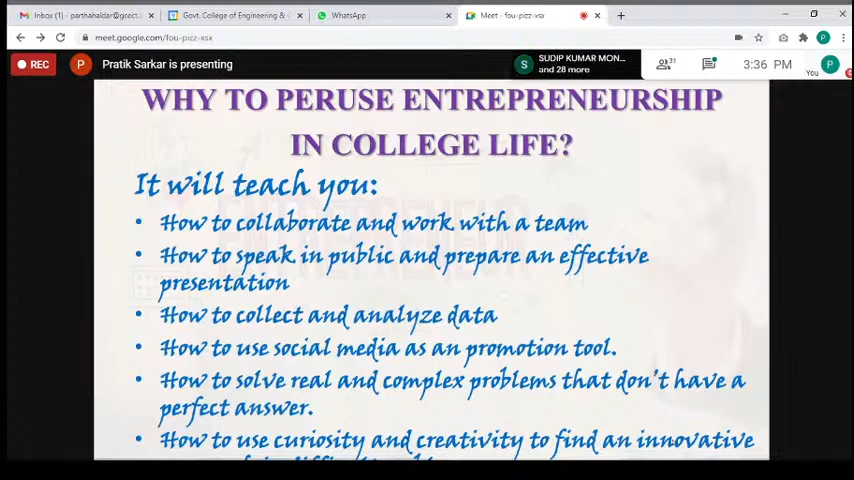 Inbox (1) - parthahaldar@gcect.
Govt. College of Engineering &
WhatsApp
Meet - fou-pizz-xsx
meet.google.com/fou-pizz-xsx
REC
P
Pratik Sarkar is presenting
S
SUDIP KUMAR MON...
and 28 more
31
3:36 PM
You
P
WHY TO PERUSE ENTREPRENEURSHIP
IN COLLEGE LIFE?
It will teach you:
• How to collaborate and work with a team
• How to speak in public and prepare an effective
presentation
• How to collect and analyze data
• How to use social media as an promotion tool.
• How to solve real and complex problems that don't have a
perfect answer.
• How to use curiosity and creativity to find an innovative